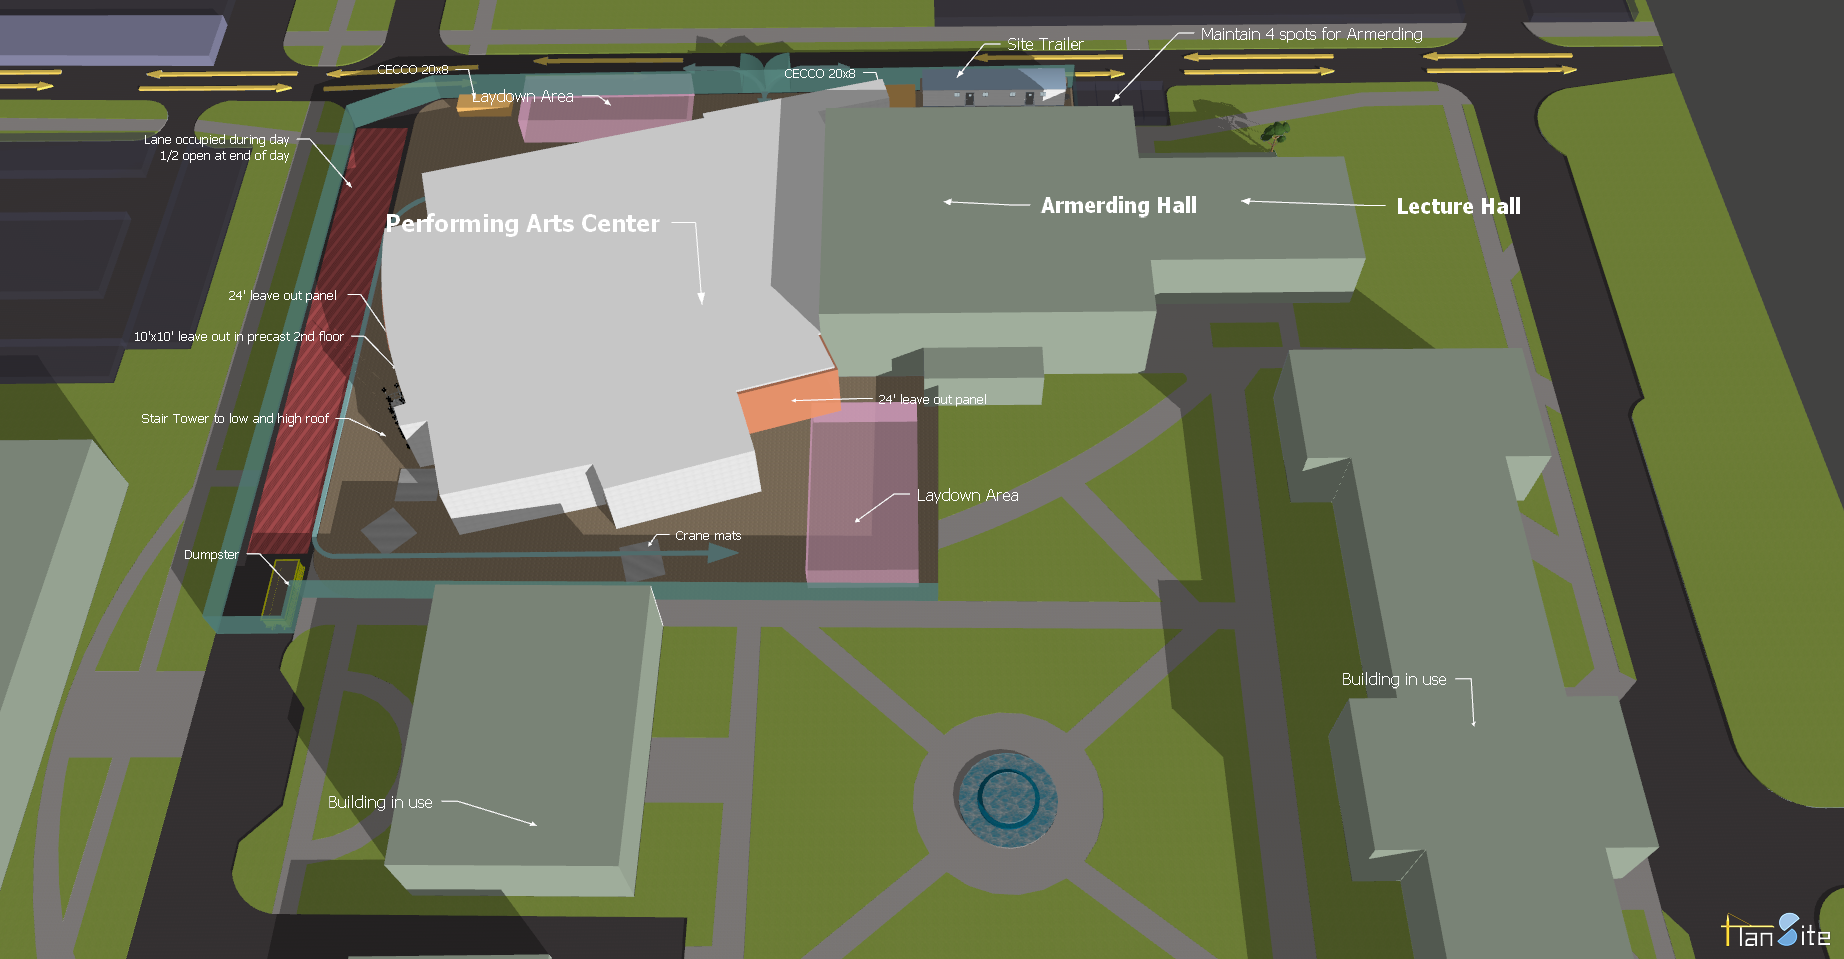 Maintain 4 spots for Armerding
Site Trailer
CECCO 20x8
CECCO 20x8
Laydown Area
Lane occupied during day
1/2 open at end of day
Performing Arts Center
Armerding Hall
Lecture Hall
24' leave out panel
10'x10' leave out in precast 2nd floor
Stair Tower to low and high roof
24' leave out panel
Laydown Area
Crane mats
Dumpster
Building in use
Building in use
PlanSite